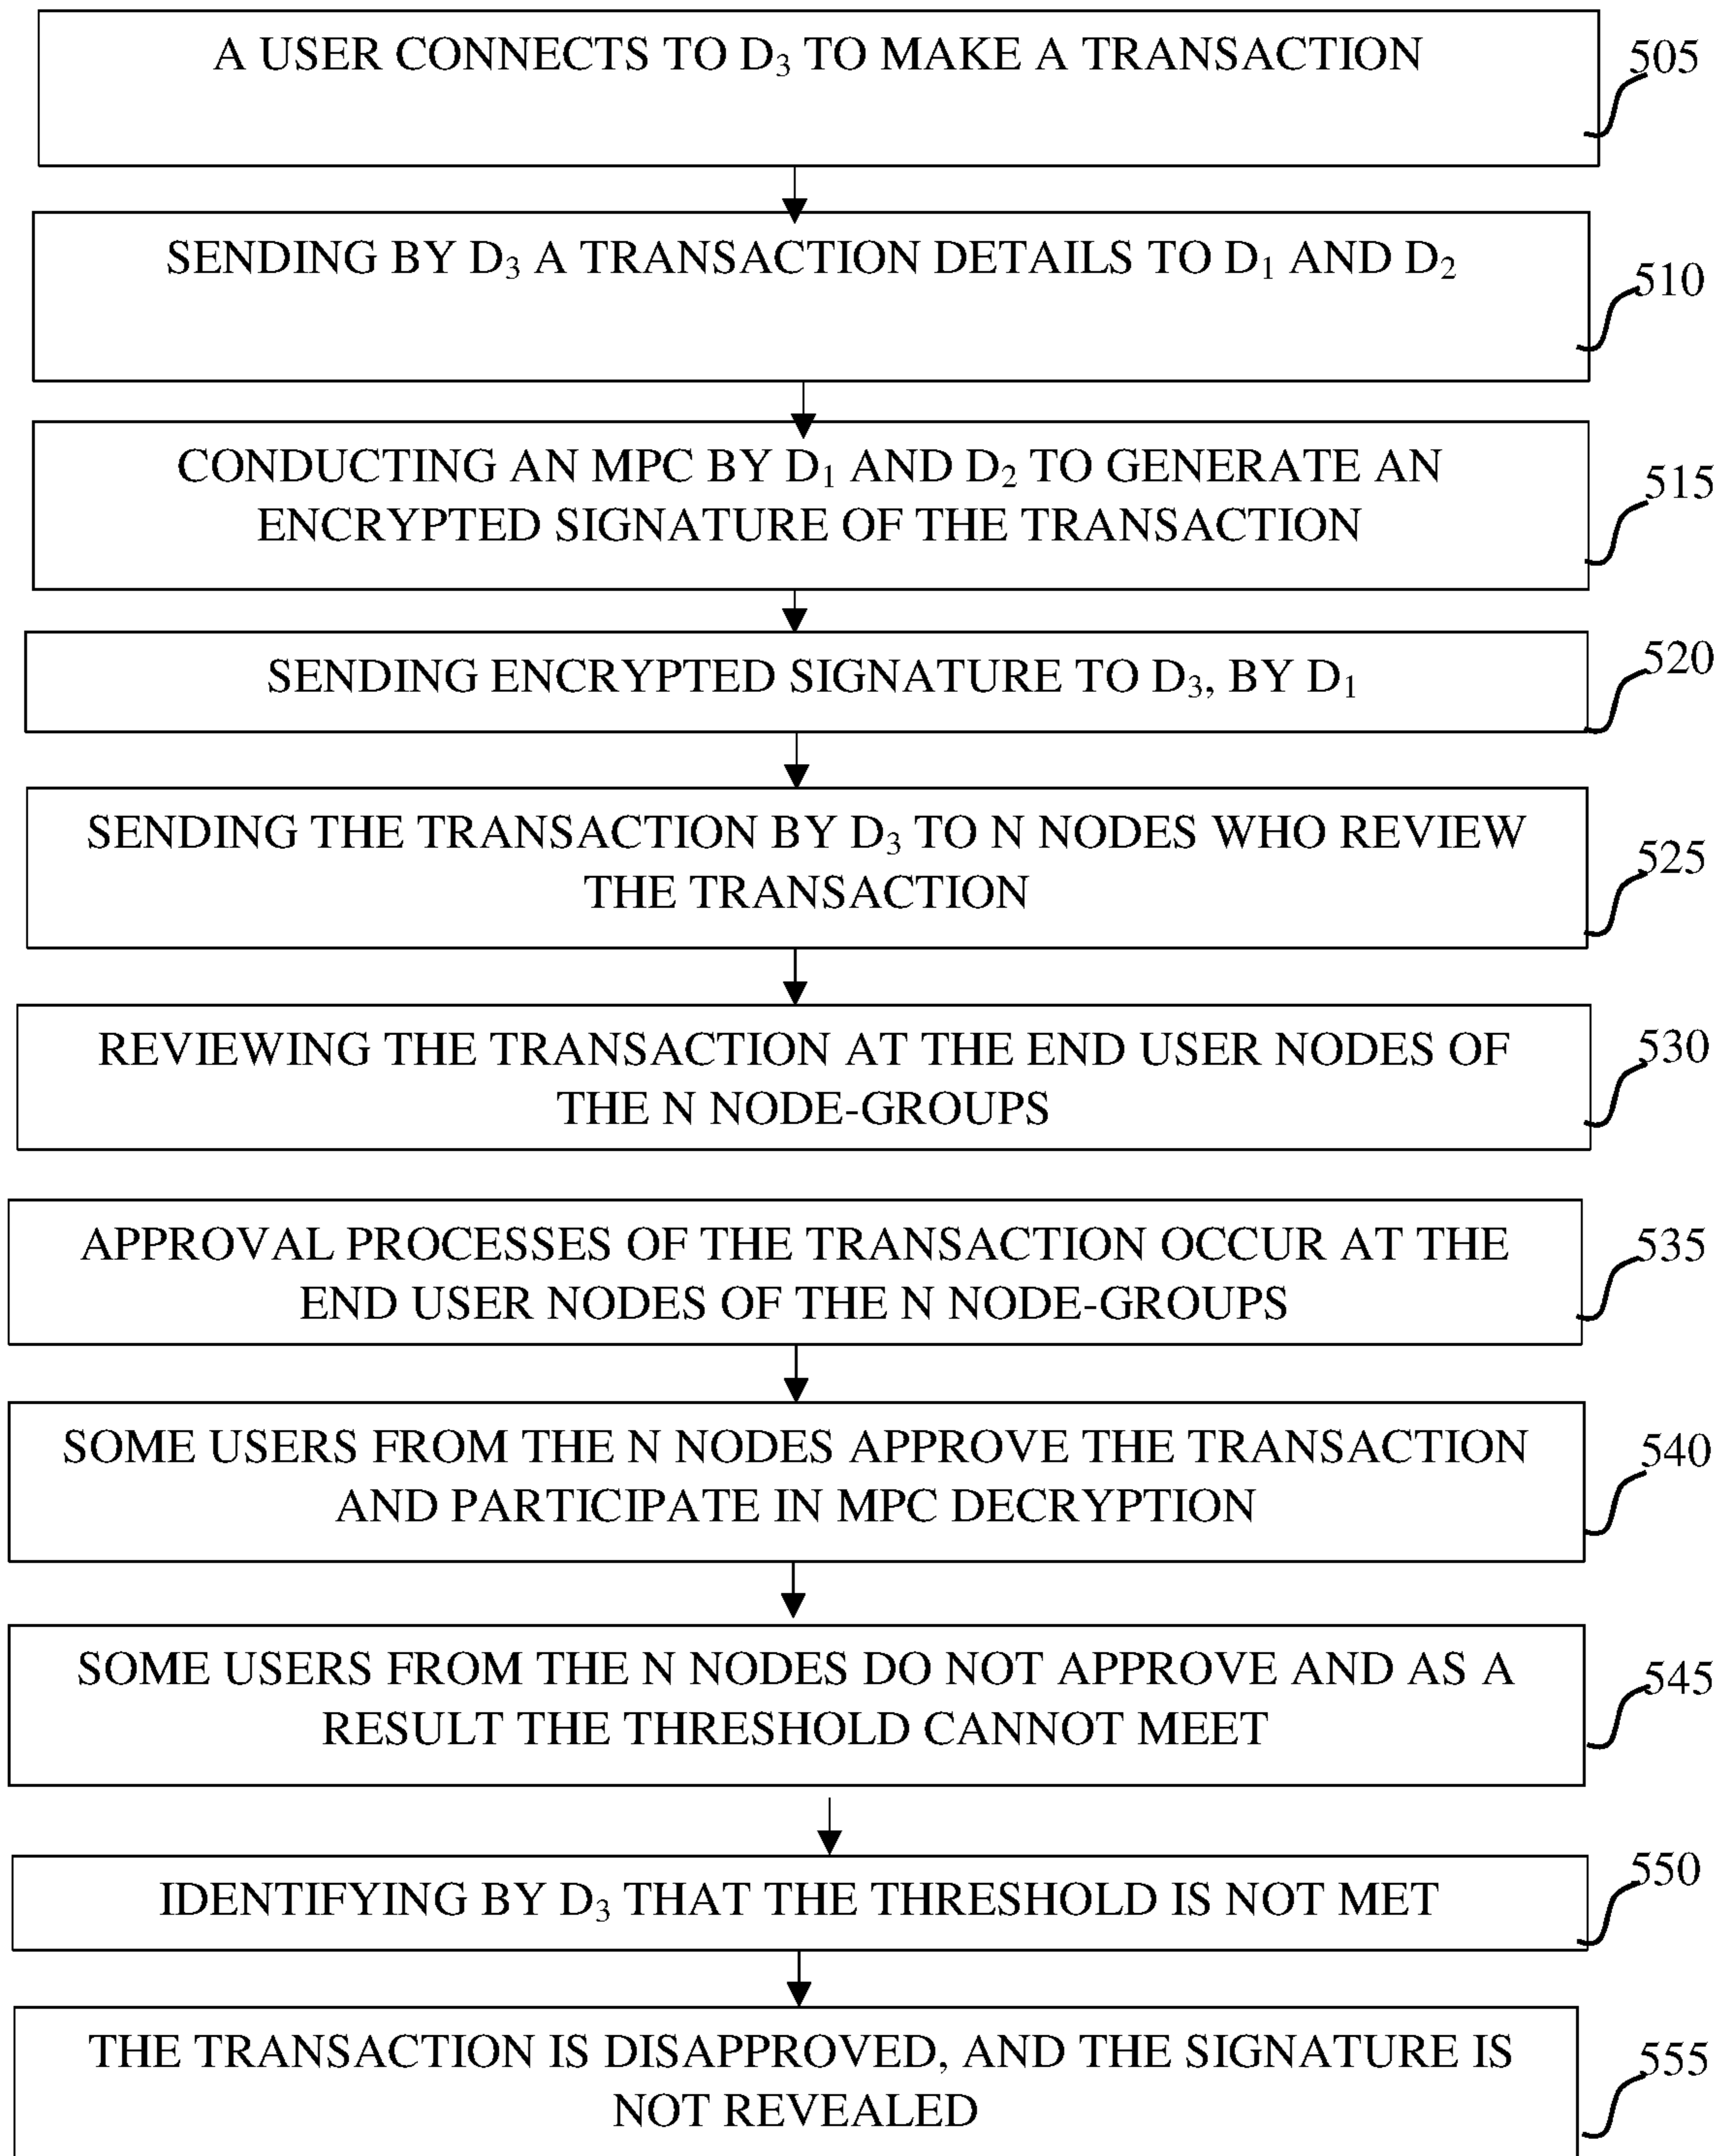 A USER CONNECTS TO D₃ TO MAKE A TRANSACTION
505
SENDING BY D₃ A TRANSACTION DETAILS TO D₁ AND D₂
510
CONDUCTING AN MPC BY D₁ AND D₂ TO GENERATE AN
ENCRYPTED SIGNATURE OF THE TRANSACTION
515
SENDING ENCRYPTED SIGNATURE TO D₃, BY D₁
520
SENDING THE TRANSACTION BY D₃ TO N NODES WHO REVIEW
THE TRANSACTION
525
REVIEWING THE TRANSACTION AT THE END USER NODES OF
THE N NODE-GROUPS
530
APPROVAL PROCESSES OF THE TRANSACTION OCCUR AT THE
END USER NODES OF THE N NODE-GROUPS
535
SOME USERS FROM THE N NODES APPROVE THE TRANSACTION
AND PARTICIPATE IN MPC DECRYPTION
540
SOME USERS FROM THE N NODES DO NOT APPROVE AND AS A
RESULT THE THRESHOLD CANNOT MEET
545
IDENTIFYING BY D₃ THAT THE THRESHOLD IS NOT MET
550
THE TRANSACTION IS DISAPPROVED, AND THE SIGNATURE IS
NOT REVEALED
555